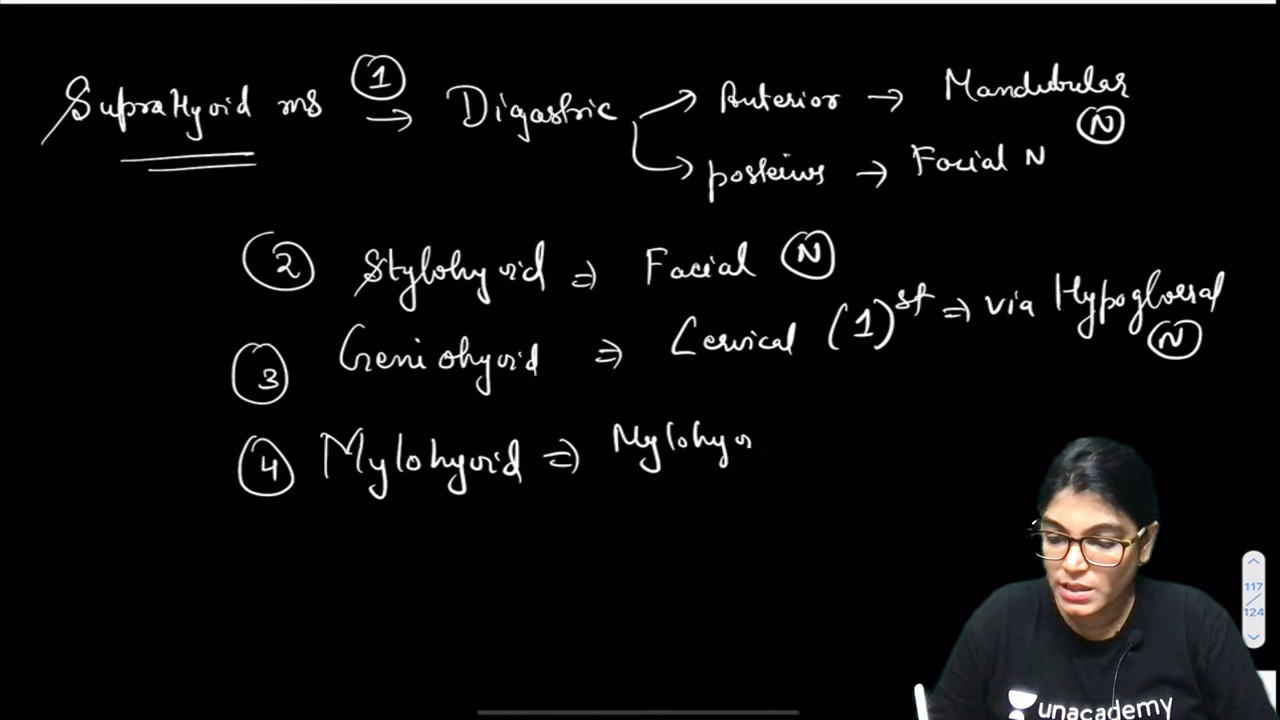 SupraHyoid ms ① → Digastric → Anterior → Mandibular Ⓝ
→ posterior → Facial N
② Stylohyoid ⇒ Facial Ⓝ
③ Geniohyoid ⇒ Cervical (1)st ⇒ via Hypoglossal Ⓝ
④ Mylohyoid ⇒ Mylohyo
117
124
unacademy